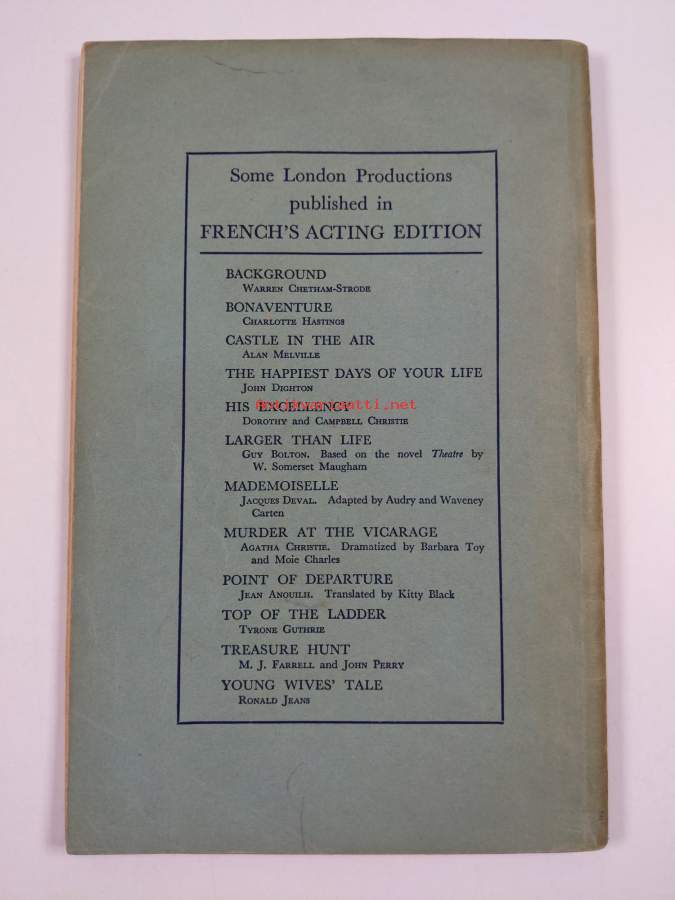 Some London Productions
published in
FRENCH'S ACTING EDITION
BACKGROUND
Warren Chetham-Strode
BONAVENTURE
Charlotte Hastings
CASTLE IN THE AIR
Alan Melville
THE HAPPIEST DAYS OF YOUR LIFE
John Dighton
HIS EXCELLENCY
antikvariaatti.net
Dorothy and Campbell Christie
LARGER THAN LIFE
Guy Bolton. Based on the novel Theatre by
W. Somerset Maugham
MADEMOISELLE
Jacques Deval. Adapted by Audry and Waveney
Carten
MURDER AT THE VICARAGE
Agatha Christie. Dramatized by Barbara Toy
and Moie Charles
POINT OF DEPARTURE
Jean Anouilh. Translated by Kitty Black
TOP OF THE LADDER
Tyrone Guthrie
TREASURE HUNT
M. J. Farrell and John Perry
YOUNG WIVES' TALE
Ronald Jeans